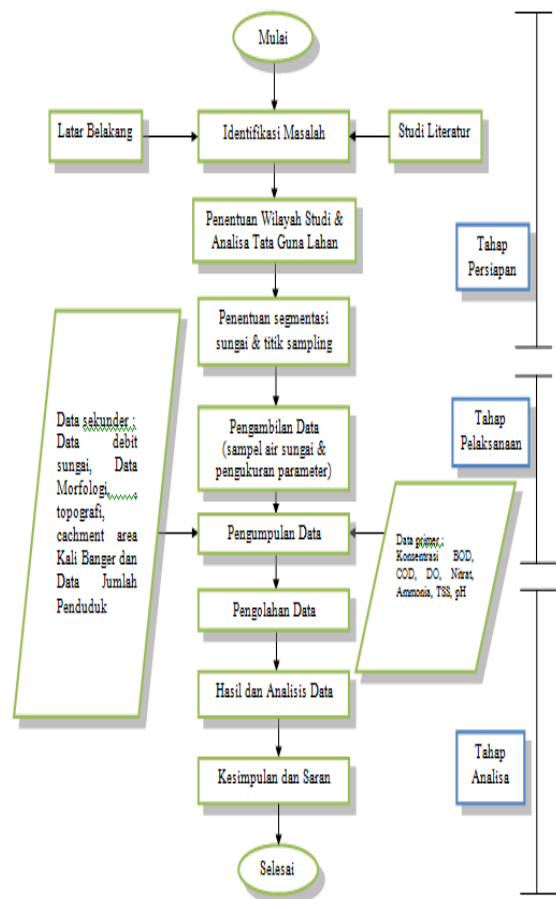 Mulai
Latar Belakang
Identifikasi Masalah
Studi Literatur
Penentuan Wilayah Studi &
Analisa Tata Guna Lahan
Tahap
Persiapan
Penentuan segmentasi
sungai & titik sampling
Data sekunder :
Data debit
sungai, Data
Morfologi, ,
topografi,
cachment area
Kali Banger dan
Data Jumlah
Penduduk
Pengambilan Data
(sampel air sungai &
pengukuran parameter)
Tahap
Pelaksanaan
Pengumpulan Data
Data primer :
Konsentrasi BOD,
COD, DO, Nitrat,
Ammonia, TSS, pH
Pengolahan Data
Hasil dan Analisis Data
Kesimpulan dan Saran
Tahap
Analisa
Selesai